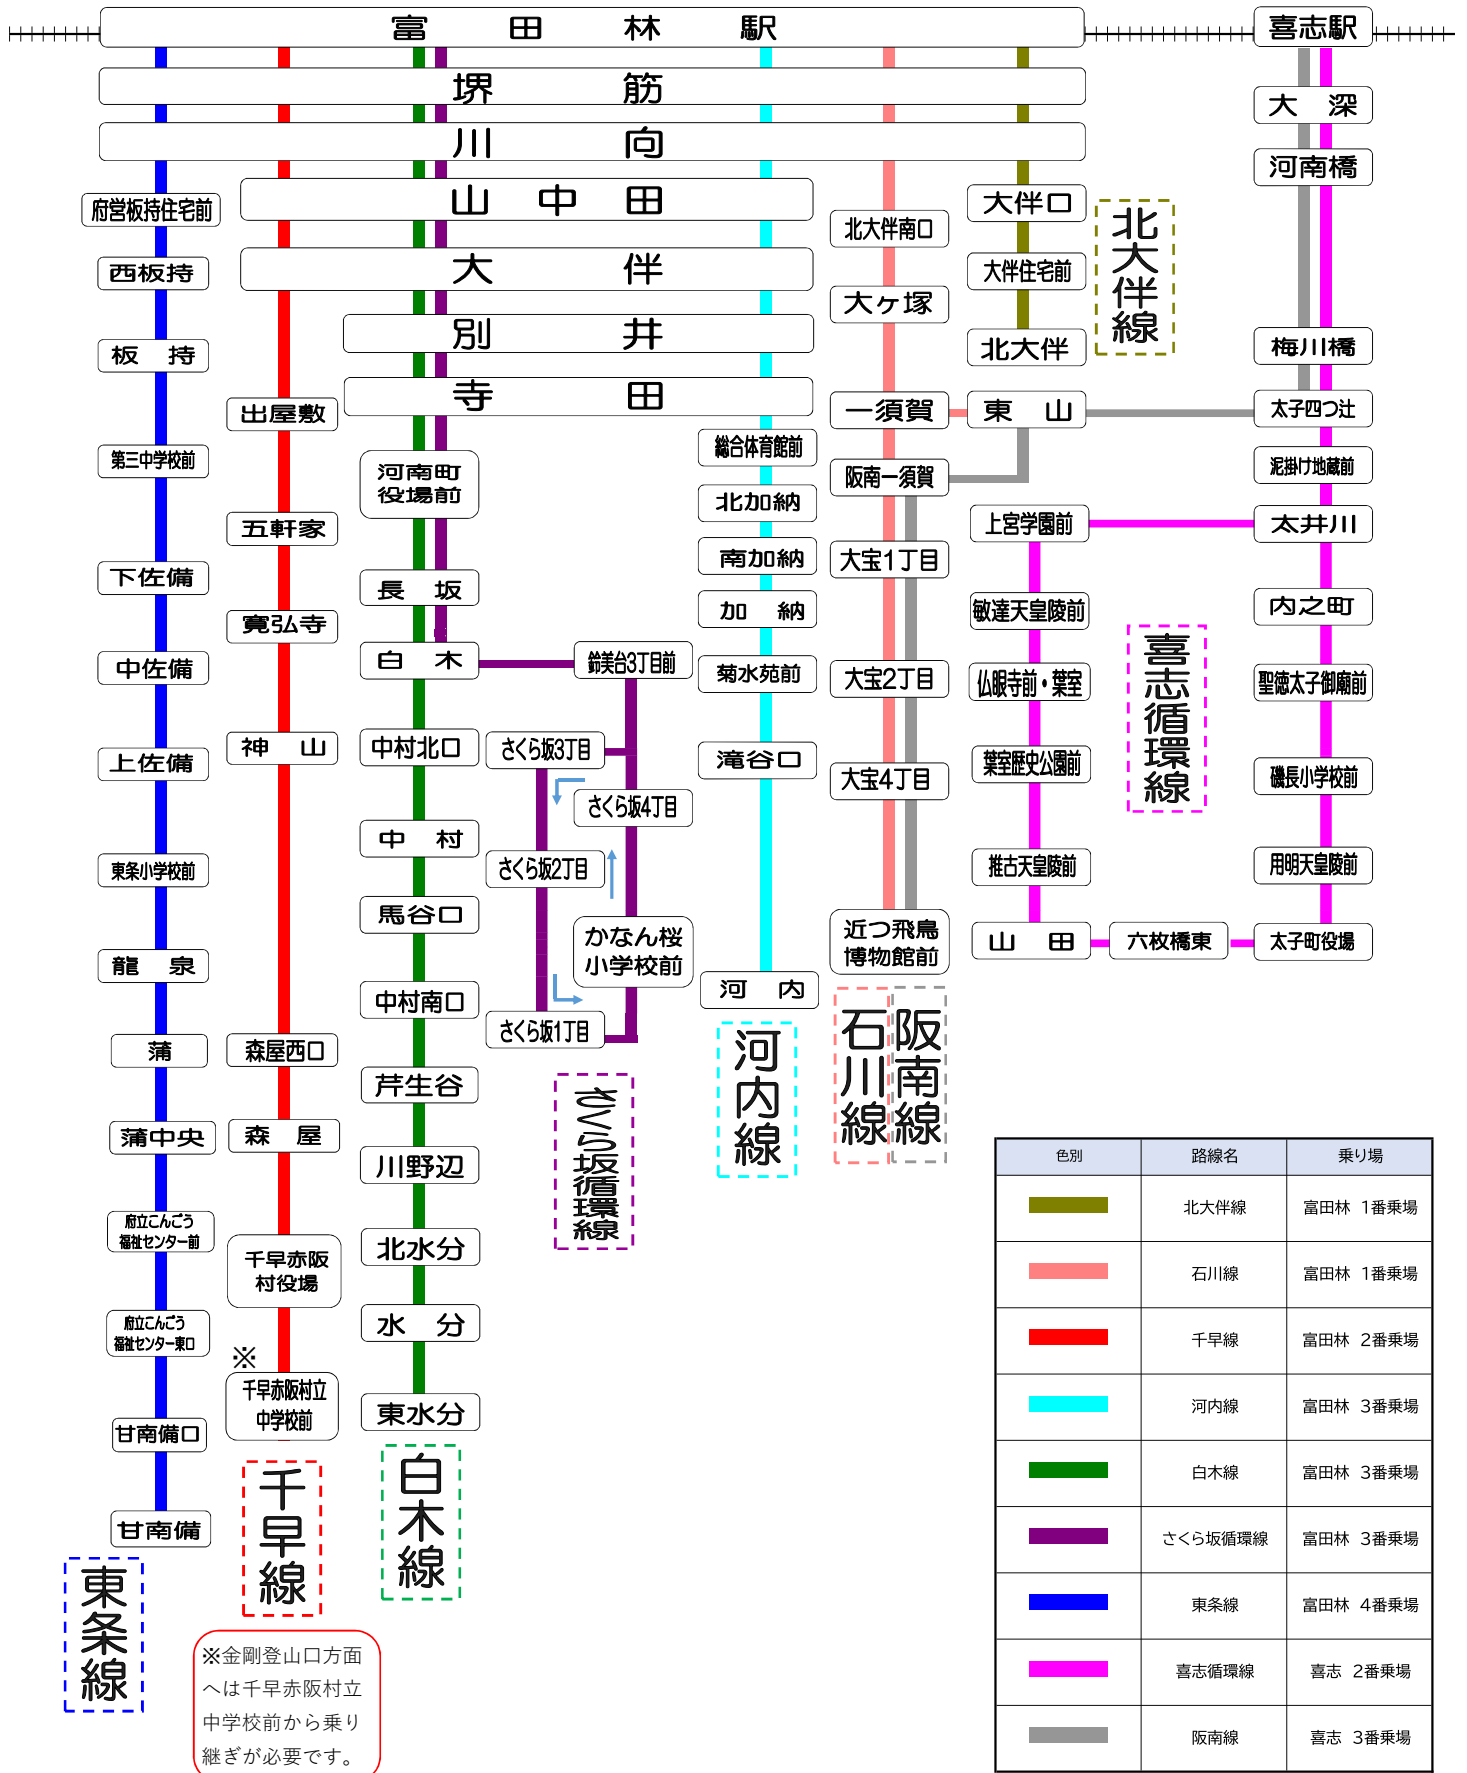 富田林駅
喜志駅
堺筋
川向
山中田
大伴
別井
寺田
府営板持住宅前
西板持
板持
第三中学校前
下佐備
中佐備
上佐備
東条小学校前
龍泉
蒲
蒲中央
府立こんごう
福祉センター前
府立こんごう
福祉センター東口
甘南備口
甘南備
東条線
出屋敷
五軒家
寛弘寺
神山
森屋西口
森屋
千早赤阪
村役場
※
千早赤阪村立
中学校前
千早線
※金剛登山口方面
へは千早赤阪村立
中学校前から乗り
継ぎが必要です。
河南町
役場前
長坂
白木
中村北口
中村
馬谷口
中村南口
芹生谷
川野辺
北水分
水分
東水分
白木線
鈴美台3丁目前
さくら坂3丁目
さくら坂4丁目
さくら坂2丁目
かなん桜
小学校前
さくら坂1丁目
さくら坂循環線
総合体育館前
北加納
南加納
加納
菊水苑前
滝谷口
河内
河内線
北大伴南口
大ヶ塚
一須賀
阪南一須賀
大宝1丁目
大宝2丁目
大宝4丁目
近つ飛鳥
博物館前
石川線
阪南線
大伴口
大伴住宅前
北大伴
北大伴線
東山
大深
河南橋
梅川橋
太子四つ辻
泥掛け地蔵前
太井川
上宮学園前
敏達天皇陵前
仏眼寺前・葉室
葉室歴史公園前
推古天皇陵前
山田
六枚橋東
内之町
聖徳太子御廟前
磯長小学校前
用明天皇陵前
太子町役場
喜志循環線
色別 路線名 乗り場
北大伴線 富田林 1番乗場
石川線 富田林 1番乗場
千早線 富田林 2番乗場
河内線 富田林 3番乗場
白木線 富田林 3番乗場
さくら坂循環線 富田林 3番乗場
東条線 富田林 4番乗場
喜志循環線 喜志 2番乗場
阪南線 喜志 3番乗場